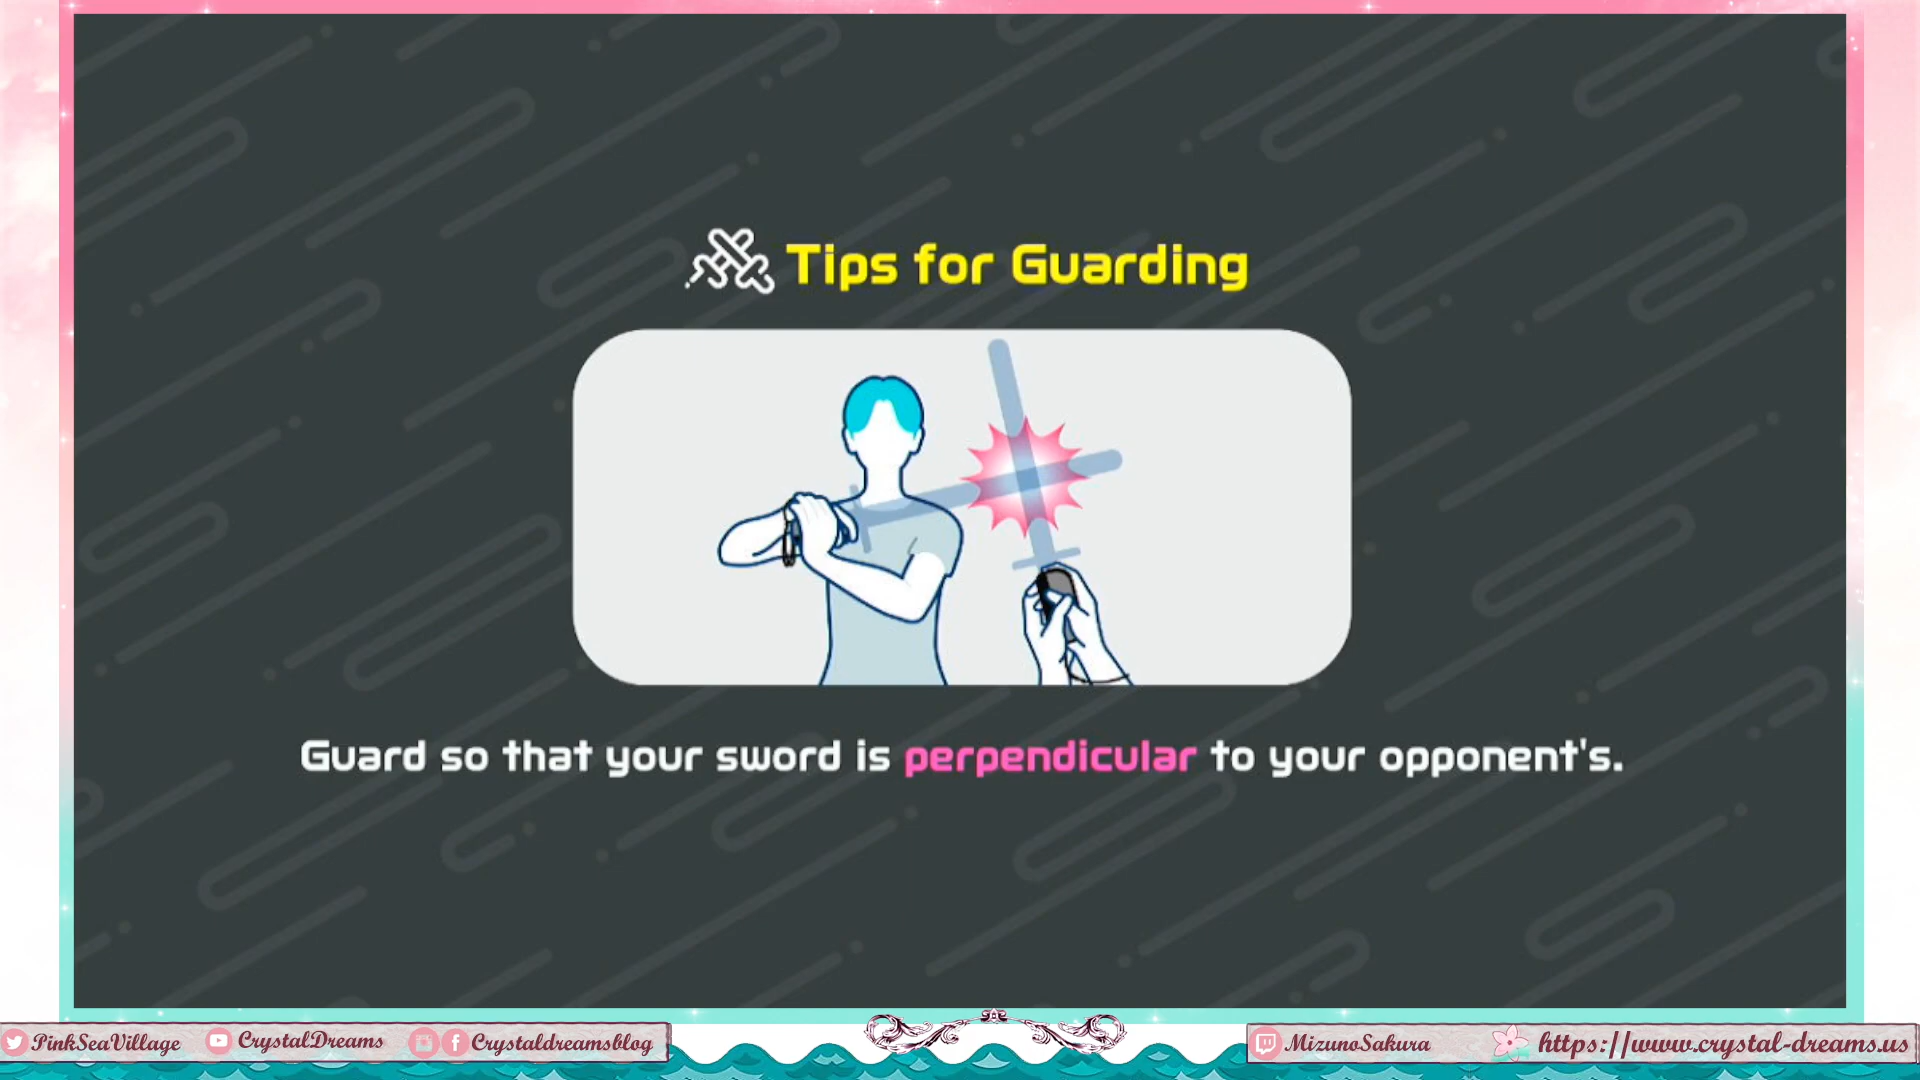 Tips for Guarding
Guard so that your sword is perpendicular to your opponent's.
PinkSeaVillage CrystalDreams Crystaldreamsblog MizunoSakura https://www.crystal-dreams.us